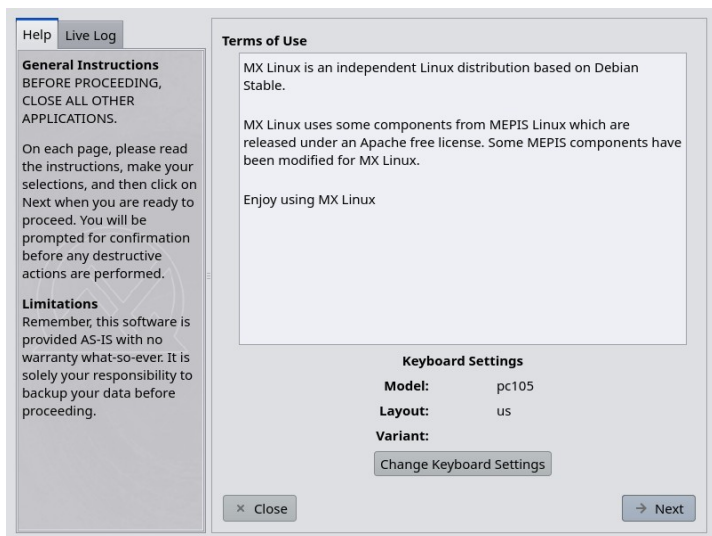 Help
Live Log
General Instructions
BEFORE PROCEEDING,
CLOSE ALL OTHER
APPLICATIONS.
On each page, please read
the instructions, make your
selections, and then click on
Next when you are ready to
proceed. You will be
prompted for confirmation
before any destructive
actions are performed.
Limitations
Remember, this software is
provided AS-IS with no
warranty what-so-ever. It is
solely your responsibility to
backup your data before
proceeding.
Terms of Use
MX Linux is an independent Linux distribution based on Debian
Stable.
MX Linux uses some components from MEPIS Linux which are
released under an Apache free license. Some MEPIS components have
been modified for MX Linux.
Enjoy using MX Linux
Keyboard Settings
Model: pc105
Layout: us
Variant:
Change Keyboard Settings
Close
Next